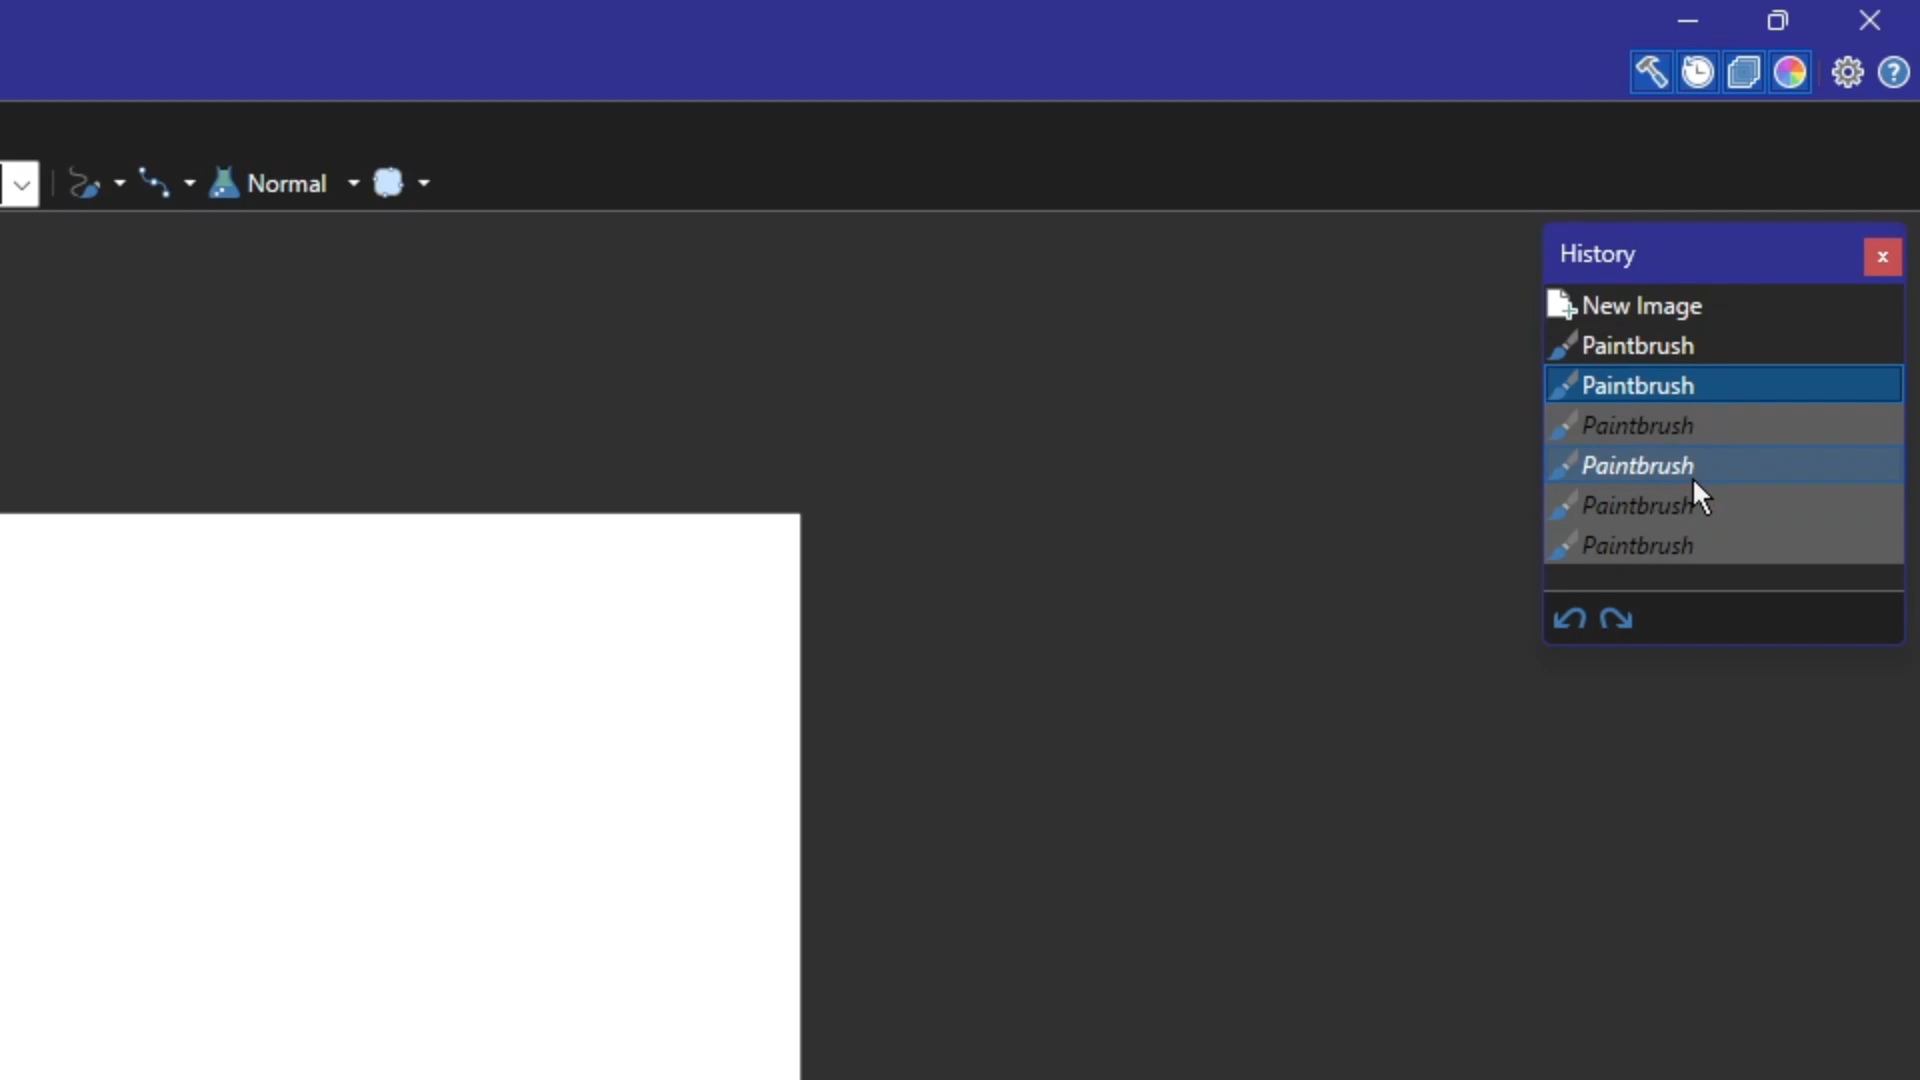 Normal
History
x
New Image
Paintbrush
Paintbrush
Paintbrush
Paintbrush
Paintbrush
Paintbrush